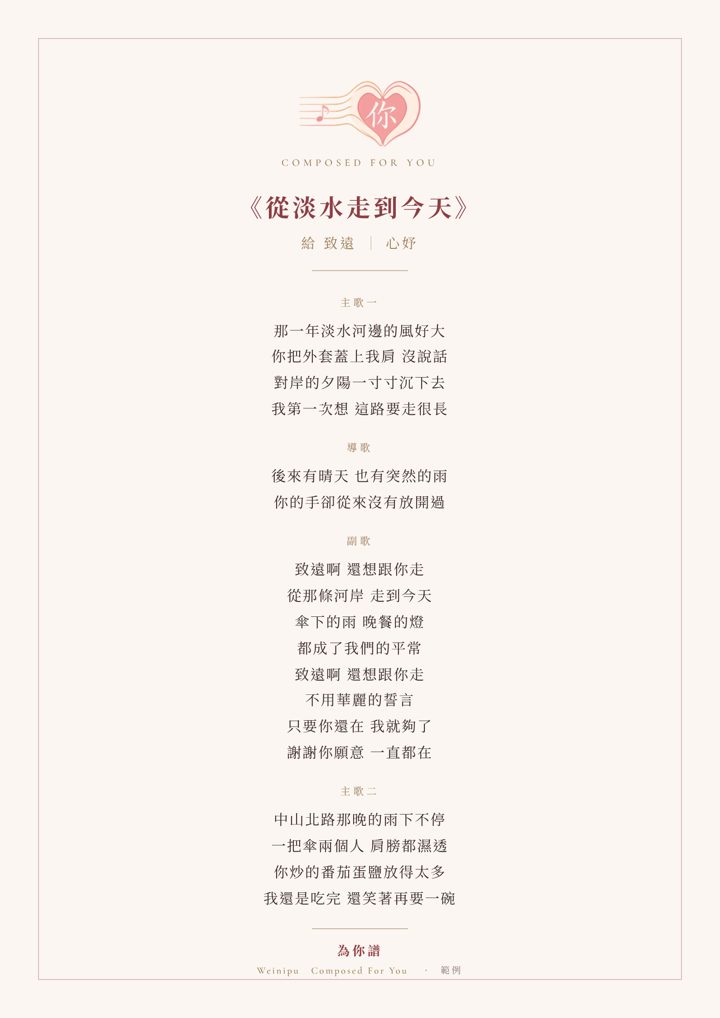 你
COMPOSED FOR YOU
《從淡水走到今天》
給 致遠 ｜ 心妤
主歌一
那一年淡水河邊的風好大
你把外套蓋上我肩 沒說話
對岸的夕陽一寸寸沉下去
我第一次想 這路要走很長
導歌
後來有晴天 也有突然的雨
你的手卻從來沒有放開過
副歌
致遠啊 還想跟你走
從那條河岸 走到今天
傘下的雨 晚餐的燈
都成了我們的平常
致遠啊 還想跟你走
不用華麗的誓言
只要你還在 我就夠了
謝謝你願意 一直都在
主歌二
中山北路那晚的雨下不停
一把傘兩個人 肩膀都濕透
你炒的番茄蛋鹽放得太多
我還是吃完 還笑著再要一碗
為你譜
Weinipu Composed For You · 範例